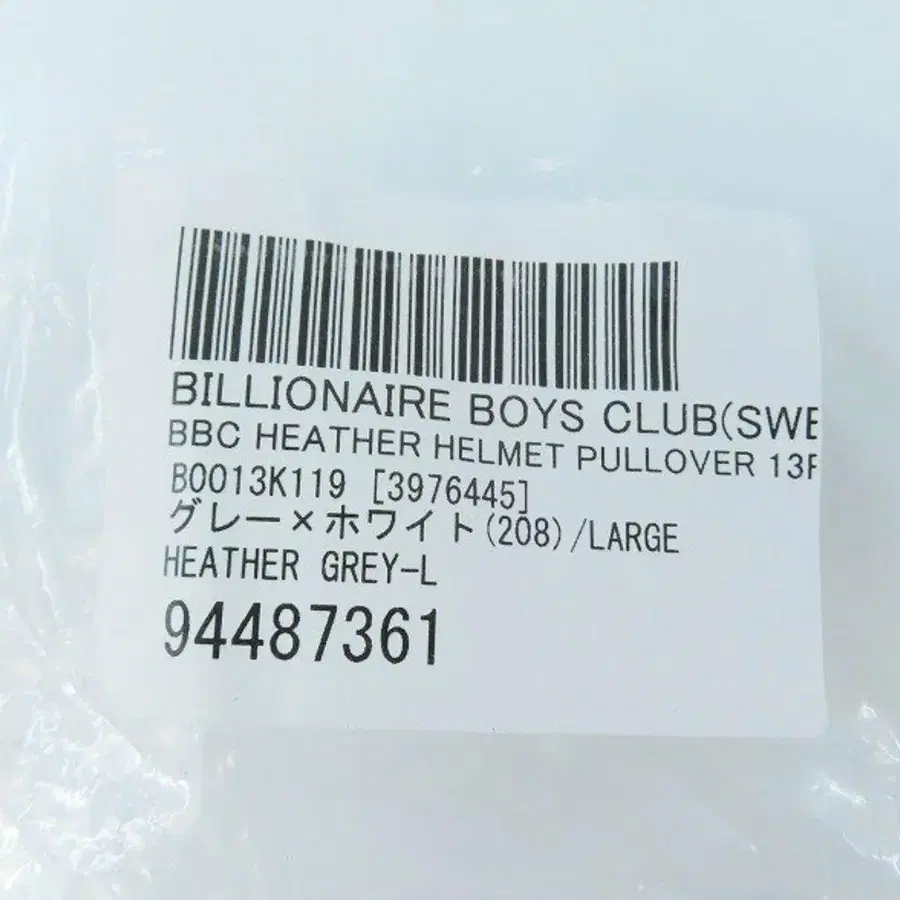 BILLIONAIRE BOYS CLUB(SWE
BBC HEATHER HELMET PULLOVER 13F
B0013K119 [3976445]
グレー×ホワイト(208)/LARGE
HEATHER GREY-L
94487361